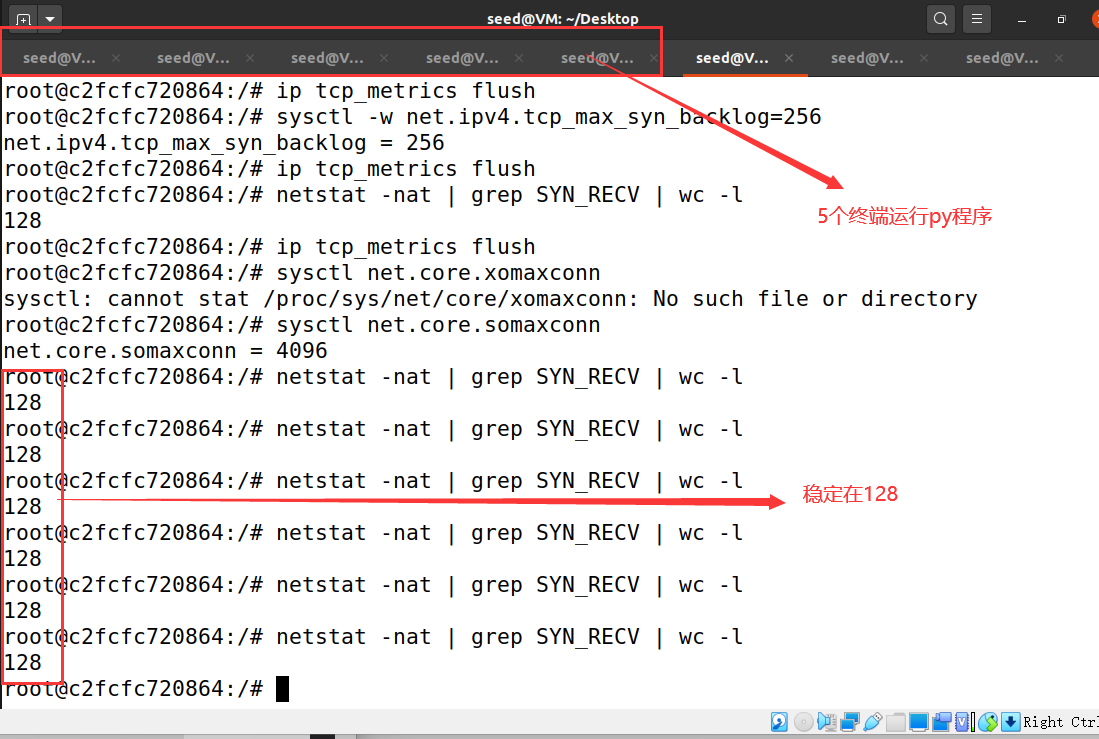 seed@VM: ~/Desktop
seed@V... seed@V... seed@V... seed@V... seed@V... seed@V... seed@V... seed@V...
root@c2fcfc720864:/# ip tcp_metrics flush
root@c2fcfc720864:/# sysctl -w net.ipv4.tcp_max_syn_backlog=256
net.ipv4.tcp_max_syn_backlog = 256
root@c2fcfc720864:/# ip tcp_metrics flush
root@c2fcfc720864:/# netstat -nat | grep SYN_RECV | wc -l
128
5个终端运行py程序
root@c2fcfc720864:/# ip tcp_metrics flush
root@c2fcfc720864:/# sysctl net.core.xomaxconn
sysctl: cannot stat /proc/sys/net/core/xomaxconn: No such file or directory
root@c2fcfc720864:/# sysctl net.core.somaxconn
net.core.somaxconn = 4096
root@c2fcfc720864:/# netstat -nat | grep SYN_RECV | wc -l
128
root@c2fcfc720864:/# netstat -nat | grep SYN_RECV | wc -l
128
root@c2fcfc720864:/# netstat -nat | grep SYN_RECV | wc -l
128
稳定在128
root@c2fcfc720864:/# netstat -nat | grep SYN_RECV | wc -l
128
root@c2fcfc720864:/# netstat -nat | grep SYN_RECV | wc -l
128
root@c2fcfc720864:/# netstat -nat | grep SYN_RECV | wc -l
128
root@c2fcfc720864:/#
Right Ctrl